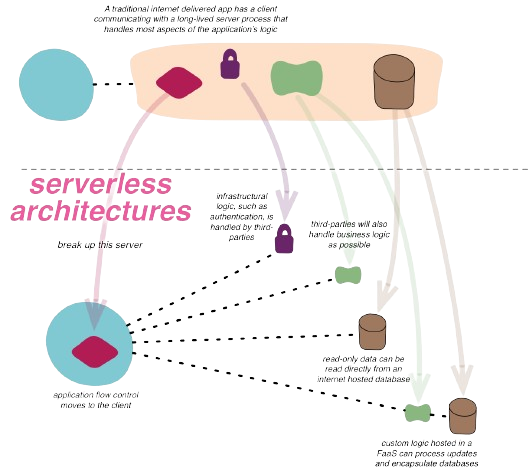 A traditional internet delivered app has a client
communicating with a long-lived server process that
handles most aspects of the application's logic
serverless
architectures
break up this server
infrastructural
logic, such as
authentication, is
handled by third-
parties
third-parties will also
handle business logic
as possible
read-only data can be
read directly from an
internet hosted database
application flow control
moves to the client
custom logic hosted in a
FaaS can process updates
and encapsulate databases